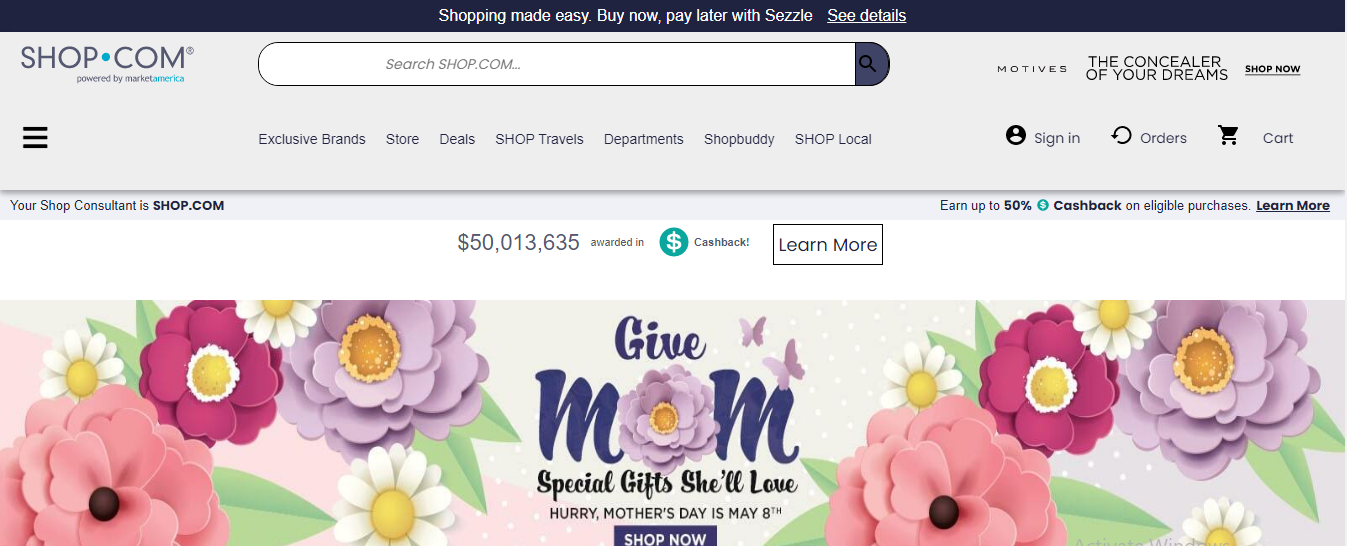 Shopping made easy. Buy now, pay later with Sezzle See details
SHOP•COM®
powered by marketamerica
Search SHOP.COM...
MOTIVES
THE CONCEALER
OF YOUR DREAMS
SHOP NOW
Exclusive Brands Store Deals SHOP Travels Departments Shopbuddy SHOP Local
Sign in Orders Cart
Your Shop Consultant is SHOP.COM
Earn up to 50% $ Cashback on eligible purchases. Learn More
$50,013,635 awarded in $ Cashback! Learn More
Give
MOM
Special Gifts She'll Love
HURRY, MOTHER'S DAY IS MAY 8TH
SHOP NOW
Activate Windows